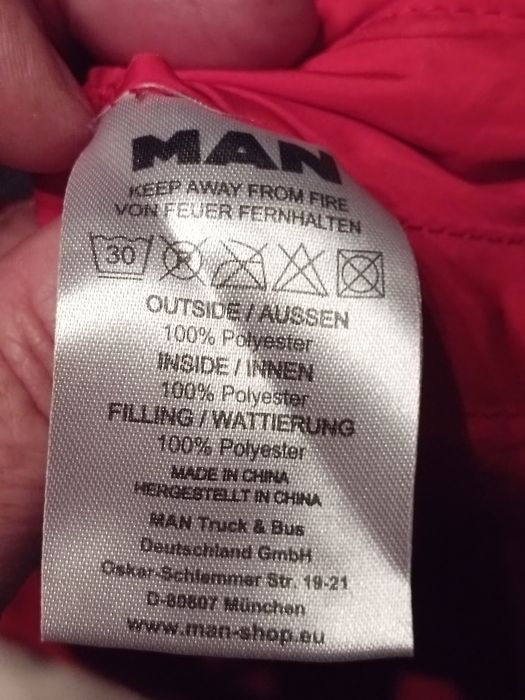 MAN
KEEP AWAY FROM FIRE
VON FEUER FERNHALTEN
30 P
OUTSIDE / AUSSEN
100% Polyester
INSIDE / INNEN
100% Polyester
FILLING / WATTIERUNG
100% Polyester
MADE IN CHINA
HERGESTELLT IN CHINA
MAN Truck & Bus
Deutschland GmbH
Oskar-Schlemmer Str. 19-21
D-80807 München
www.man-shop.eu